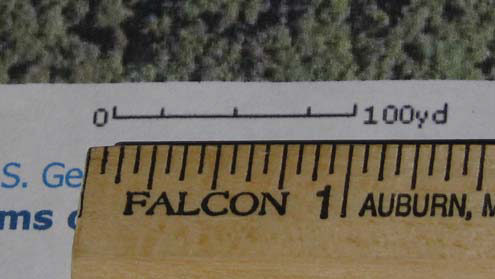 0 100yd
S. Ge
ms
FALCON 1 AUBURN, M